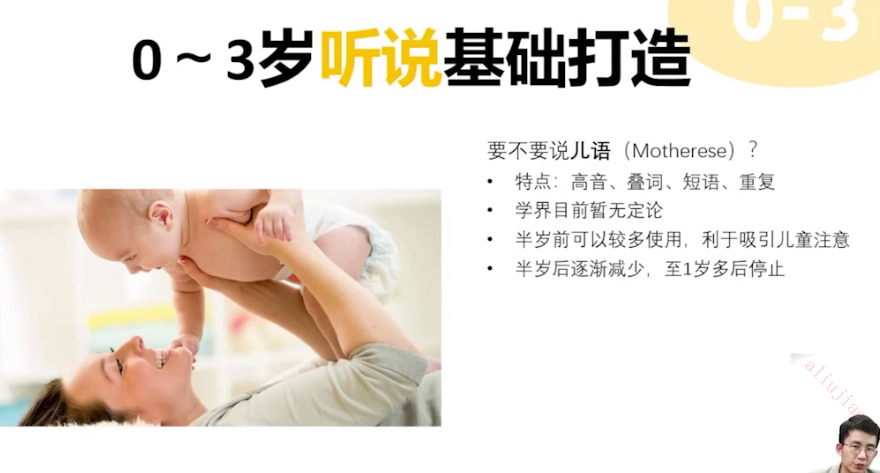 0-3
0～3岁听说基础打造
要不要说儿语（Motherese）？
• 特点：高音、叠词、短语、重复
• 学界目前暂无定论
• 半岁前可以较多使用，利于吸引儿童注意
• 半岁后逐渐减少，至1岁多后停止
aliujia